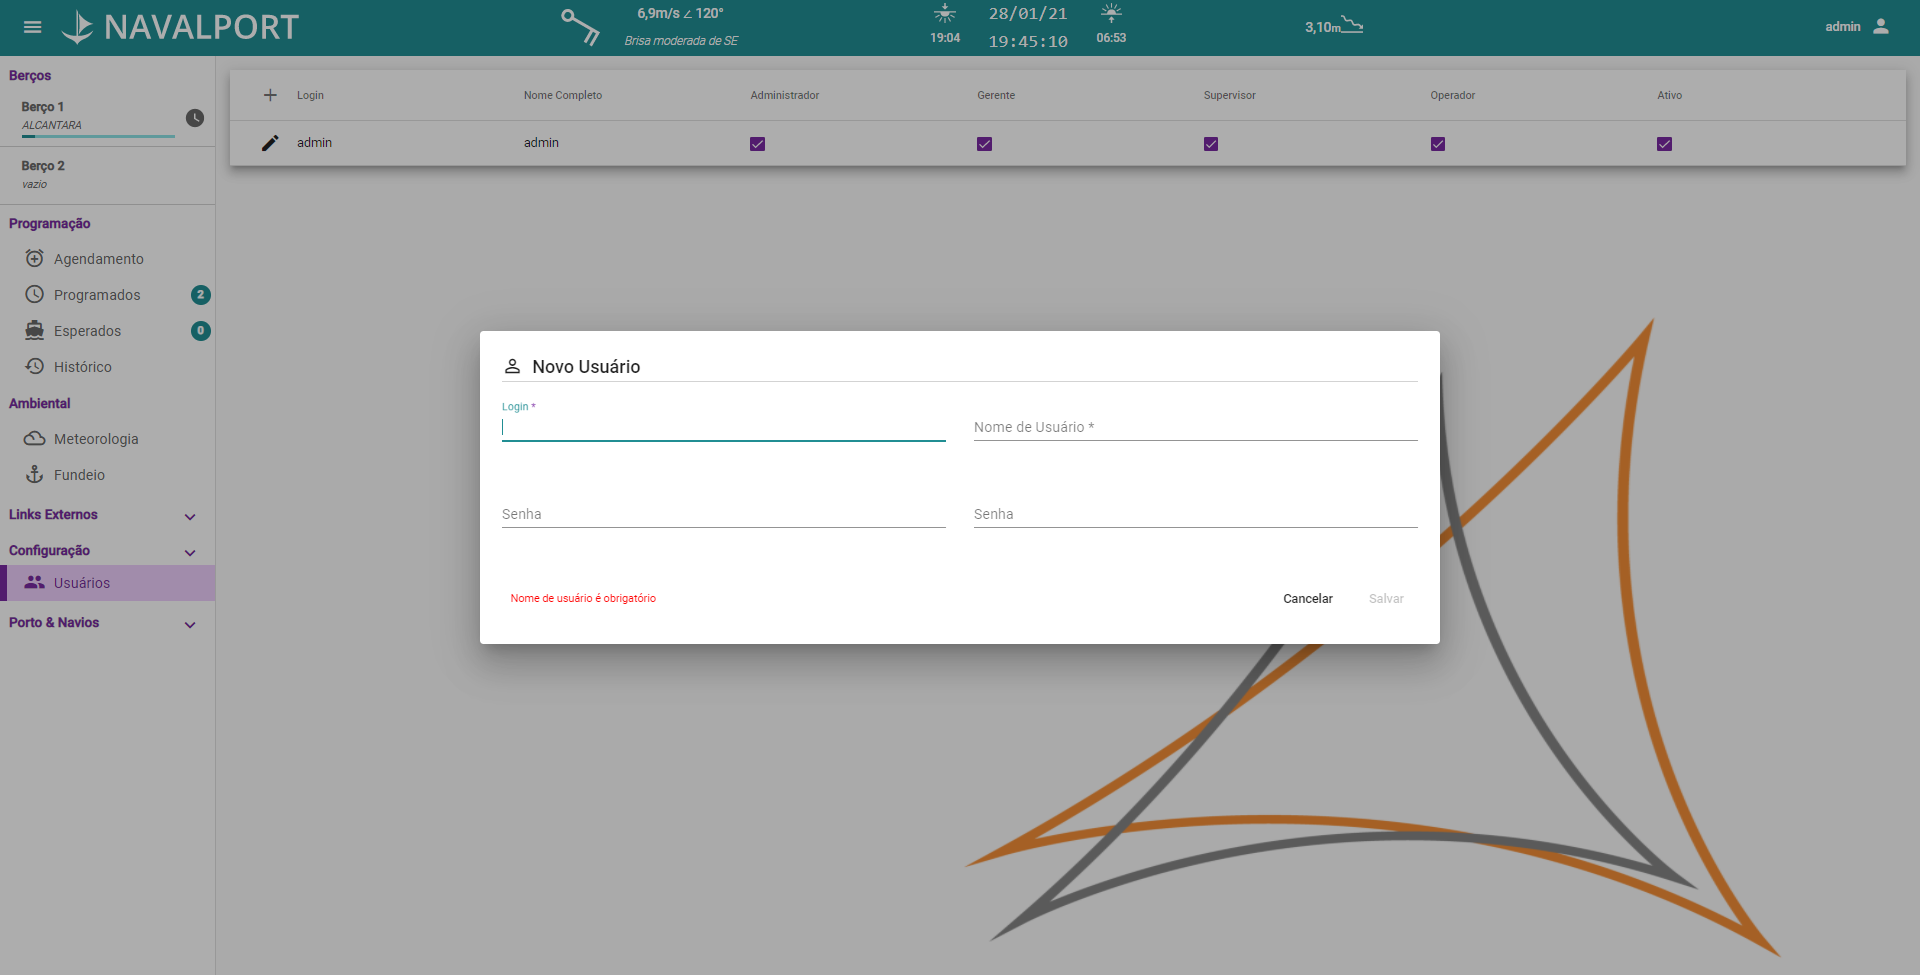 NAVALPORT
6,9m/s ∠ 120°
Brisa moderada de SE
19:04
28/01/21
19:45:10
06:53
3,10m
admin
Berços
Berço 1
ALCANTARA
Berço 2
vazio
Programação
Agendamento
Programados 2
Esperados 0
Histórico
Ambiental
Meteorologia
Fundeio
Links Externos
Configuração
Usuários
Porto & Navios
Login Nome Completo Administrador Gerente Supervisor Operador Ativo
admin admin
Novo Usuário
Login *
Nome de Usuário *
Senha Senha
Nome de usuário é obrigatório
Cancelar Salvar